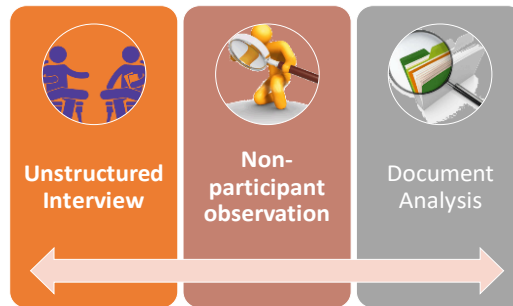 Unstructured
Interview
Non-
participant
observation
Document
Analysis